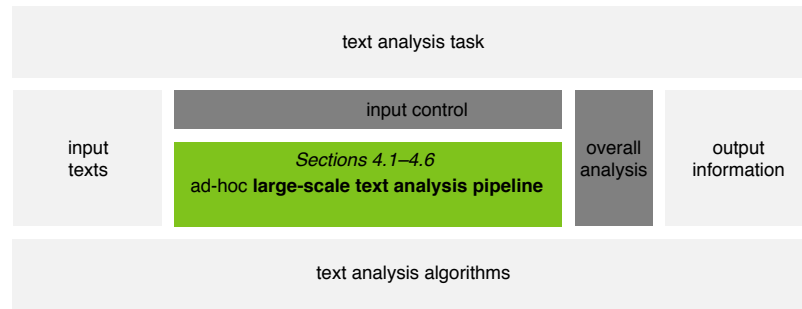 text analysis task
input control
input
texts
Sections 4.1–4.6
ad-hoc large-scale text analysis pipeline
overall
analysis
output
information
text analysis algorithms